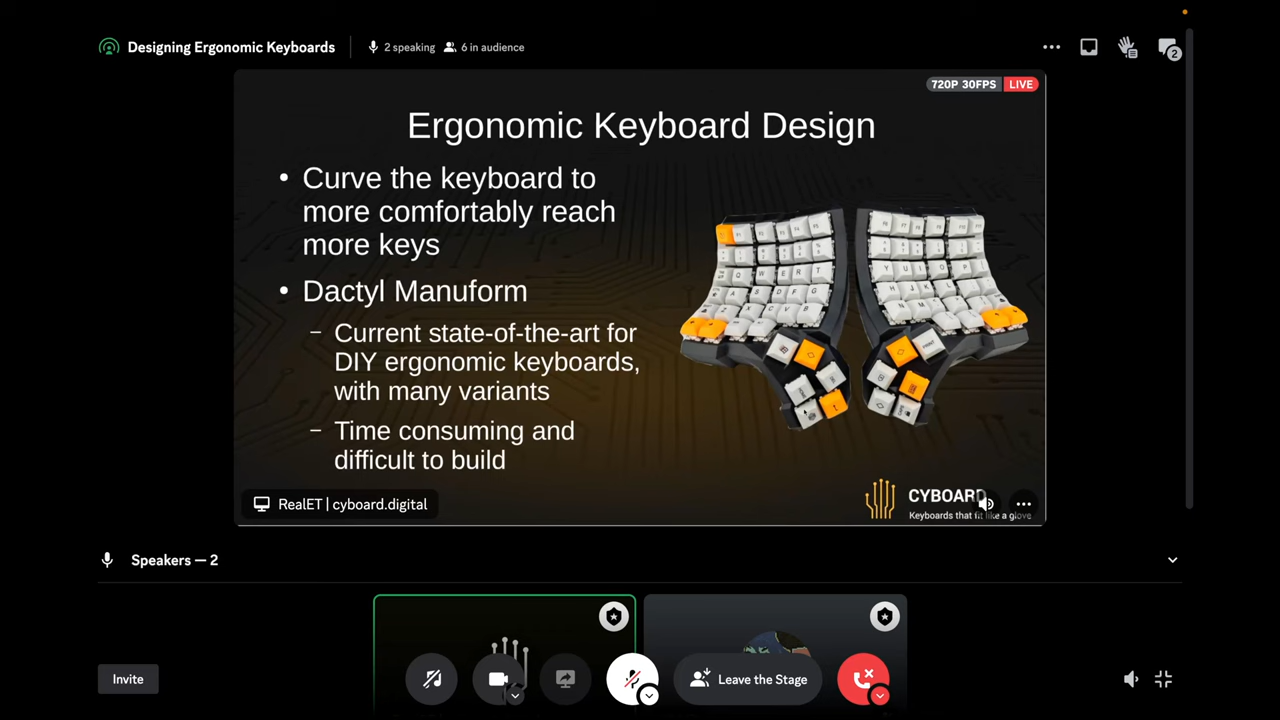 Designing Ergonomic Keyboards
2 speaking
6 in audience
2
720P 30FPS
LIVE
Ergonomic Keyboard Design
• Curve the keyboard to
more comfortably reach
more keys
• Dactyl Manuform
– Current state-of-the-art for
DIY ergonomic keyboards,
with many variants
– Time consuming and
difficult to build
Q W E R T
Y U I O P
A S D F G
H J K L
Z X C V B
N M
RealET | cyboard.digital
CYBOARD
Keyboards that fit like a glove
Speakers — 2
Invite
Leave the Stage